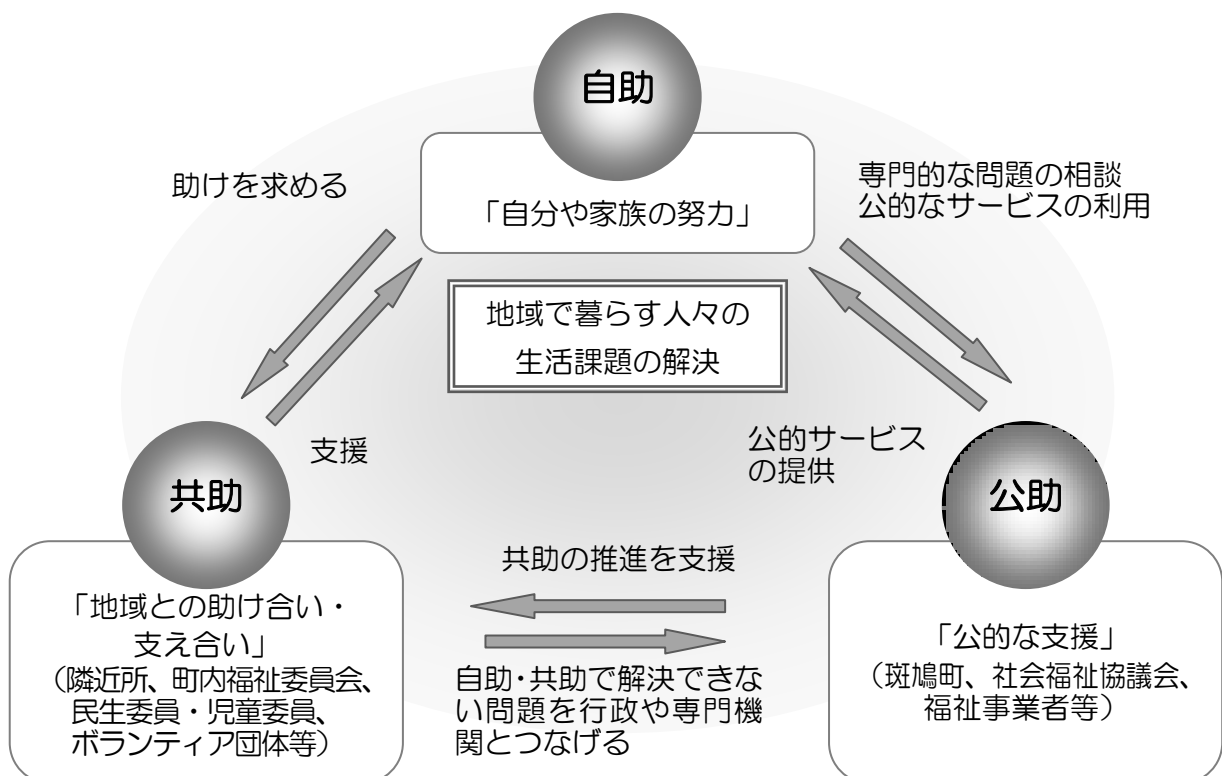 自助
「自分や家族の努力」
助けを求める
専門的な問題の相談
公的なサービスの利用
地域で暮らす人々の
生活課題の解決
支援
公的サービス
の提供
共助
「地域との助け合い・
支え合い」
（隣近所、町内福祉委員会、
民生委員・児童委員、
ボランティア団体等）
共助の推進を支援
自助・共助で解決できな
い問題を行政や専門機
関とつなげる
公助
「公的な支援」
（斑鳩町、社会福祉協議会、
福祉事業者等）